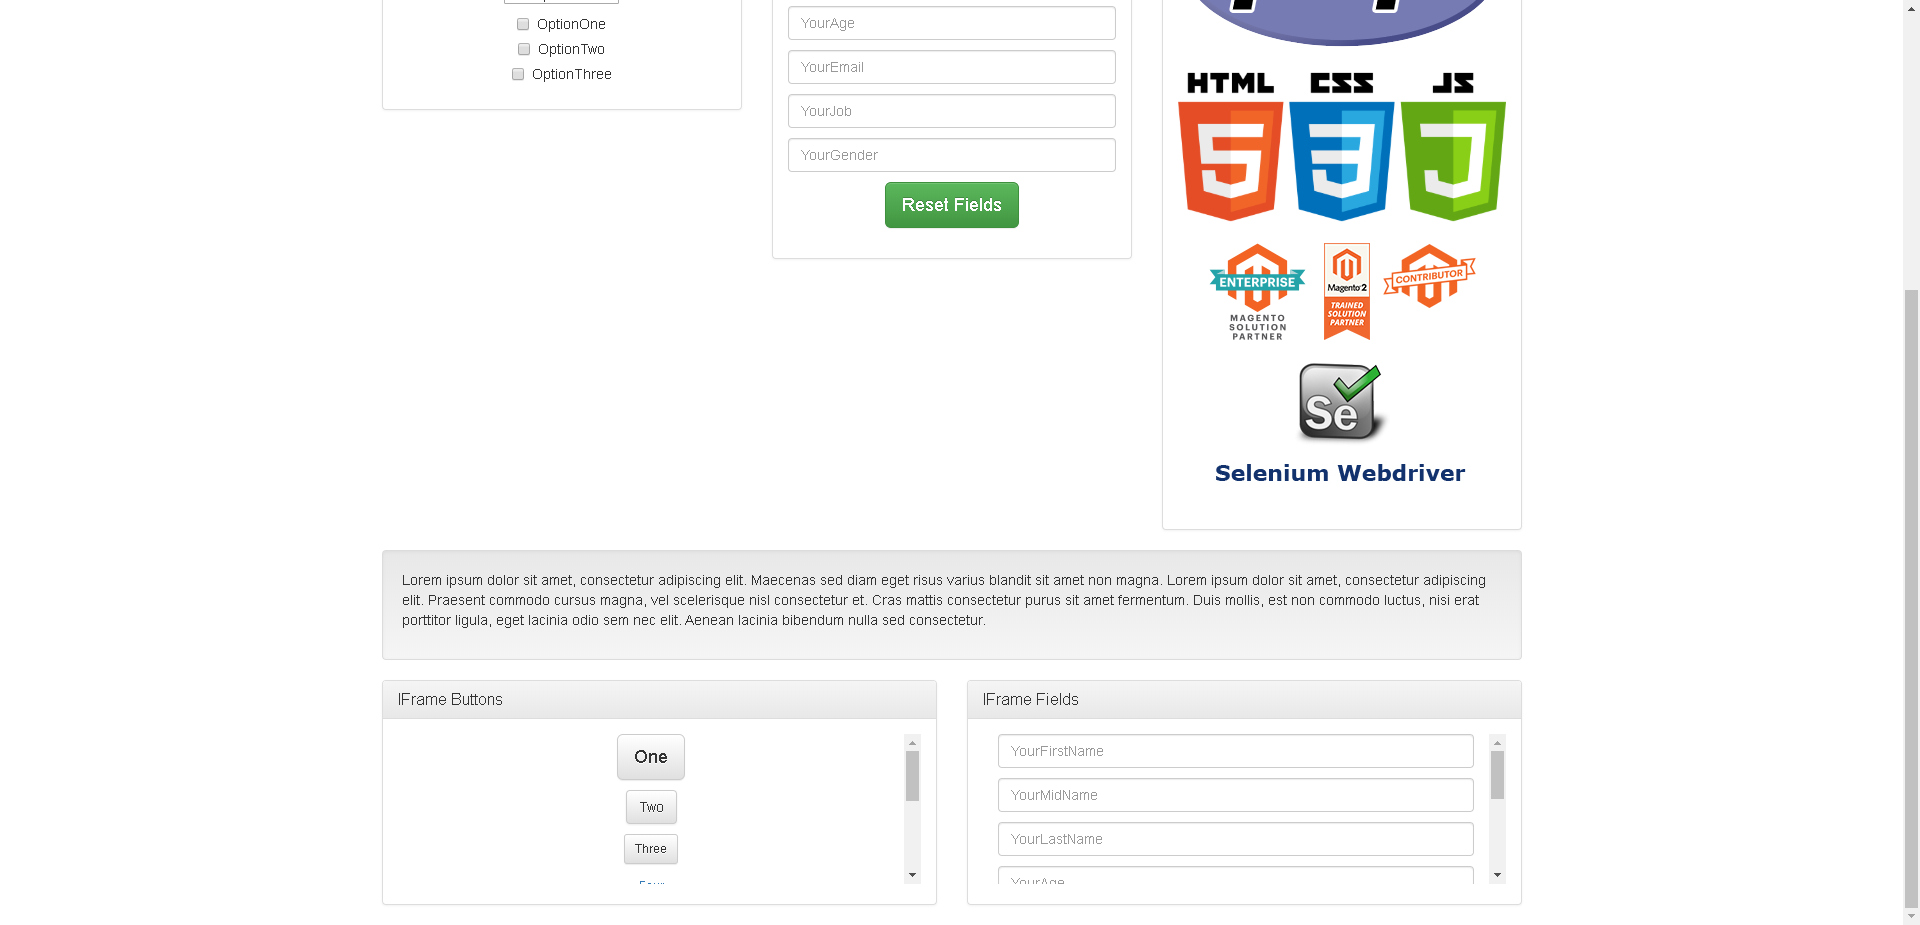 OptionOne
OptionTwo
OptionThree
YourAge
YourEmail
YourJob
YourGender
Reset Fields
HTML CSS JS
5 3 J
ENTERPRISE
MAGENTO
SOLUTION
PARTNER
Magento 2
TRAINED
SOLUTION
PARTNER
CONTRIBUTOR
Se
Selenium Webdriver
Lorem ipsum dolor sit amet, consectetur adipiscing elit. Maecenas sed diam eget risus varius blandit sit amet non magna. Lorem ipsum dolor sit amet, consectetur adipiscing
elit. Praesent commodo cursus magna, vel scelerisque nisl consectetur et. Cras mattis consectetur purus sit amet fermentum. Duis mollis, est non commodo luctus, nisi erat
porttitor ligula, eget lacinia odio sem nec elit. Aenean lacinia bibendum nulla sed consectetur.
IFrame Buttons
One
Two
Three
IFrame Fields
YourFirstName
YourMidName
YourLastName
YourAge